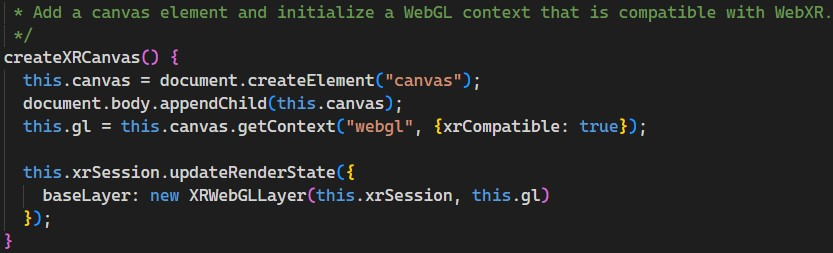 * Add a canvas element and initialize a WebGL context that is compatible with WebXR.
*/
createXRCanvas() {
this.canvas = document.createElement("canvas");
document.body.appendChild(this.canvas);
this.gl = this.canvas.getContext("webgl", {xrCompatible: true});
this.xrSession.updateRenderState({
baseLayer: new XRWebGLLayer(this.xrSession, this.gl)
});
}